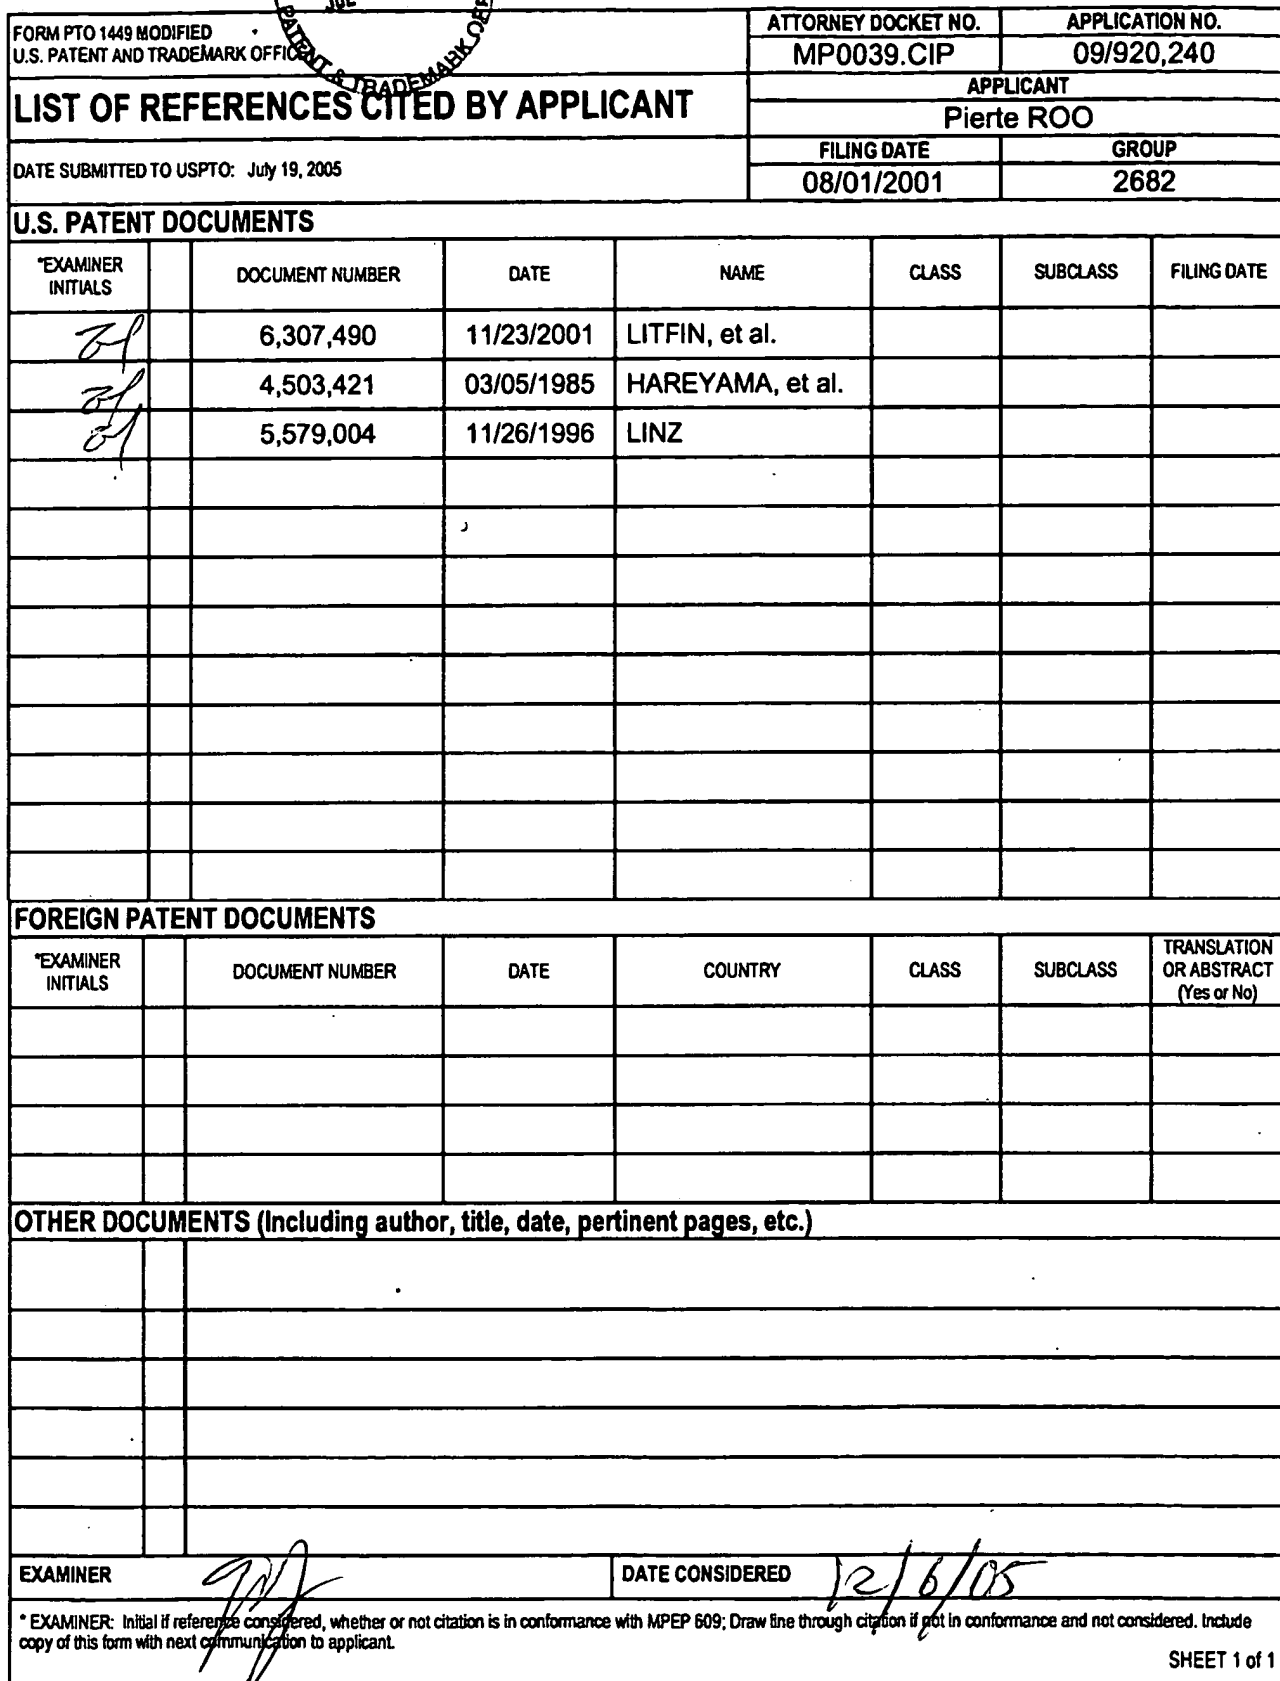 JUL
PATENT & TRADEMARK OFF
FORM PTO 1449 MODIFIED
U.S. PATENT AND TRADEMARK OFFICE
ATTORNEY DOCKET NO.
APPLICATION NO.
MP0039.CIP
09/920,240
LIST OF REFERENCES CITED BY APPLICANT
APPLICANT
Pierte ROO
DATE SUBMITTED TO USPTO: July 19, 2005
FILING DATE
GROUP
08/01/2001
2682
U.S. PATENT DOCUMENTS
*EXAMINER INITIALS
DOCUMENT NUMBER
DATE
NAME
CLASS
SUBCLASS
FILING DATE
6,307,490 11/23/2001 LITFIN, et al.
4,503,421 03/05/1985 HAREYAMA, et al.
5,579,004 11/26/1996 LINZ
FOREIGN PATENT DOCUMENTS
*EXAMINER INITIALS
DOCUMENT NUMBER
DATE
COUNTRY
CLASS
SUBCLASS
TRANSLATION OR ABSTRACT (Yes or No)
OTHER DOCUMENTS (Including author, title, date, pertinent pages, etc.)
EXAMINER
DATE CONSIDERED 12/6/05
* EXAMINER: Initial if reference considered, whether or not citation is in conformance with MPEP 609; Draw line through citation if not in conformance and not considered. Include
copy of this form with next communication to applicant.
SHEET 1 of 1